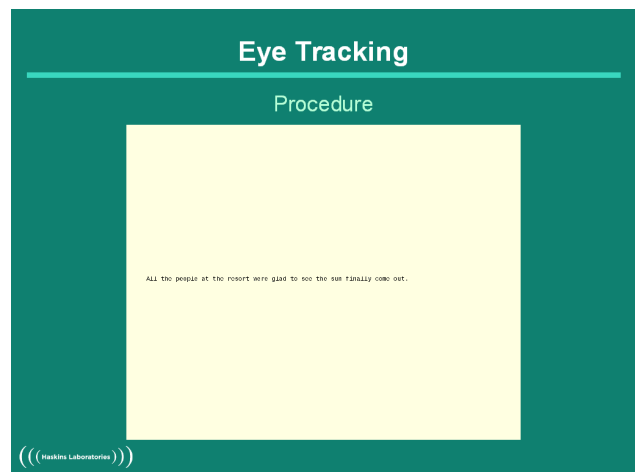 Eye Tracking
Procedure
All the people at the resort were glad to see the sum finally come out.
(((Haskins Laboratories)))